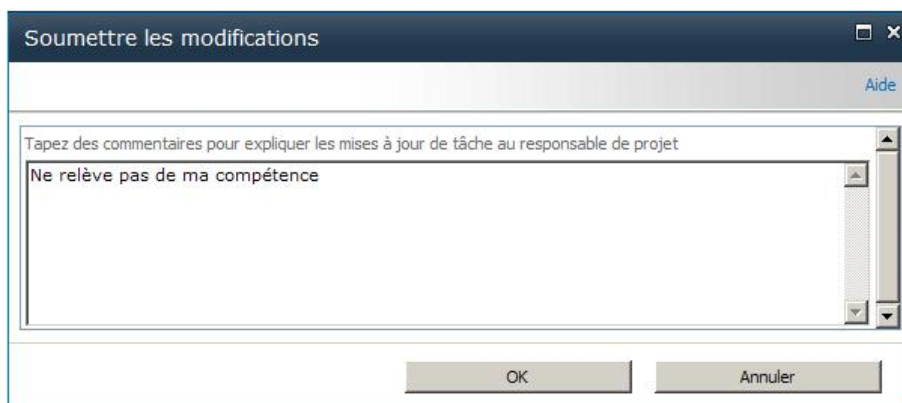 Soumettre les modifications
Aide
Tapez des commentaires pour expliquer les mises à jour de tâche au responsable de projet
Ne relève pas de ma compétence
OK
Annuler